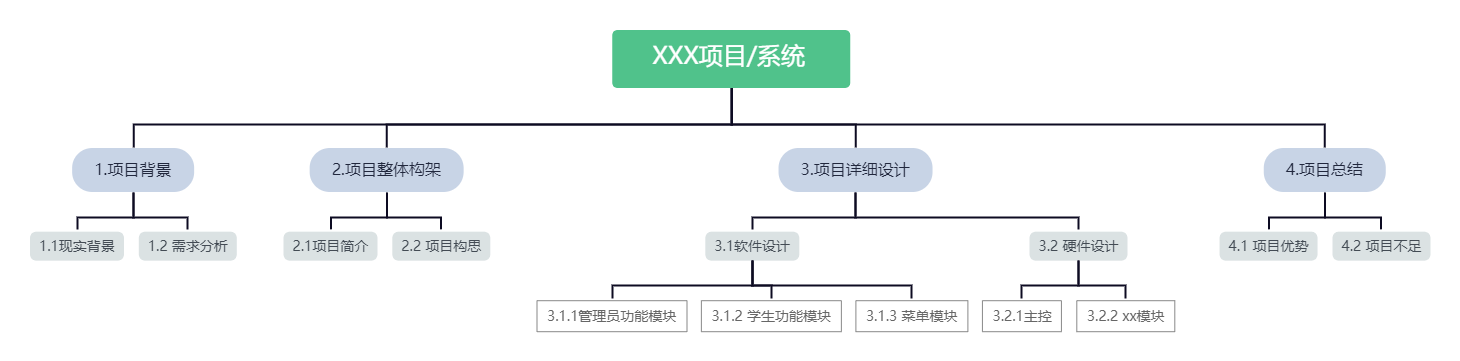 XXX项目/系统
1.项目背景
2.项目整体构架
3.项目详细设计
4.项目总结
1.1现实背景
1.2 需求分析
2.1项目简介
2.2 项目构思
3.1软件设计
3.2 硬件设计
4.1 项目优势
4.2 项目不足
3.1.1管理员功能模块
3.1.2 学生功能模块
3.1.3 菜单模块
3.2.1主控
3.2.2 xx模块